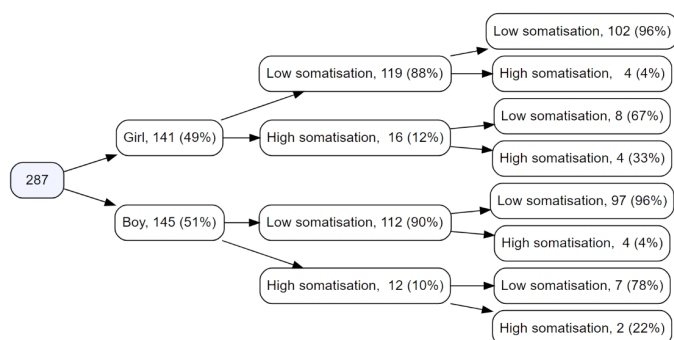 Low somatisation, 102 (96%)
Low somatisation, 119 (88%)
High somatisation, 4 (4%)
Low somatisation, 8 (67%)
Girl, 141 (49%)
High somatisation, 16 (12%)
High somatisation, 4 (33%)
287
Low somatisation, 97 (96%)
Boy, 145 (51%)
Low somatisation, 112 (90%)
High somatisation, 4 (4%)
High somatisation, 12 (10%)
Low somatisation, 7 (78%)
High somatisation, 2 (22%)